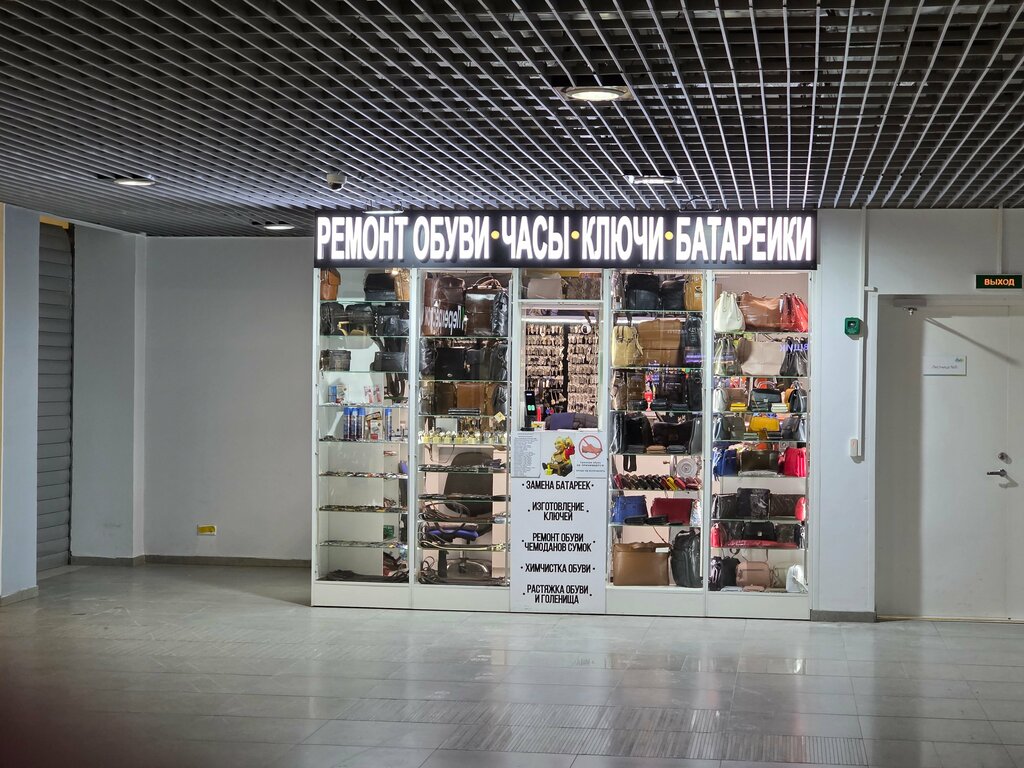 РЕМОНТ ОБУВИ•ЧАСЫ•КЛЮЧИ•БАТАРЕЙКИ
ВЫХОД
• ЗАМЕНА БАТАРЕЕК •
• ИЗГОТОВЛЕНИЕ •
КЛЮЧЕЙ
РЕМОНТ ОБУВИ
ЧЕМОДАНОВ СУМОК
• ХИМЧИСТКА ОБУВИ •
• РАСТЯЖКА ОБУВИ •
И ГОЛЕНИЩА